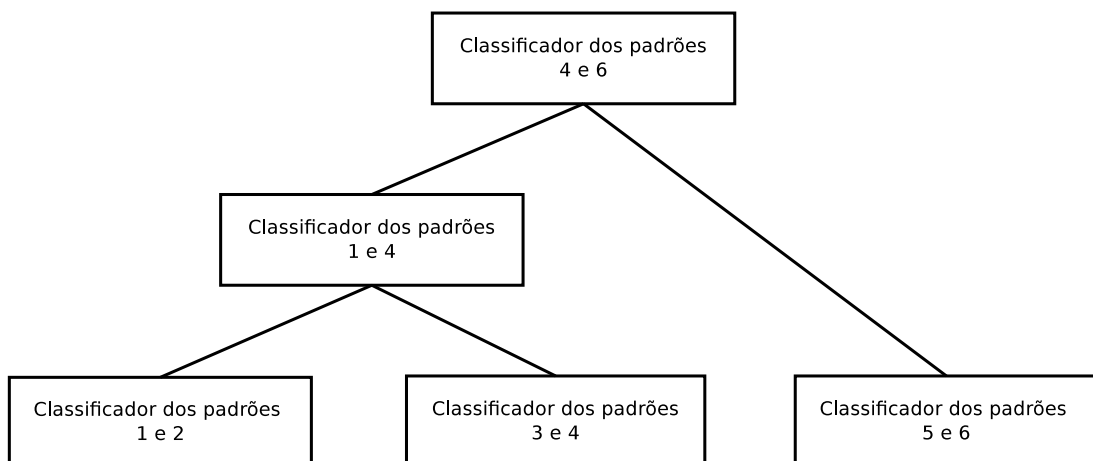 Classificador dos padrões
4 e 6
Classificador dos padrões
1 e 4
Classificador dos padrões
1 e 2
Classificador dos padrões
3 e 4
Classificador dos padrões
5 e 6